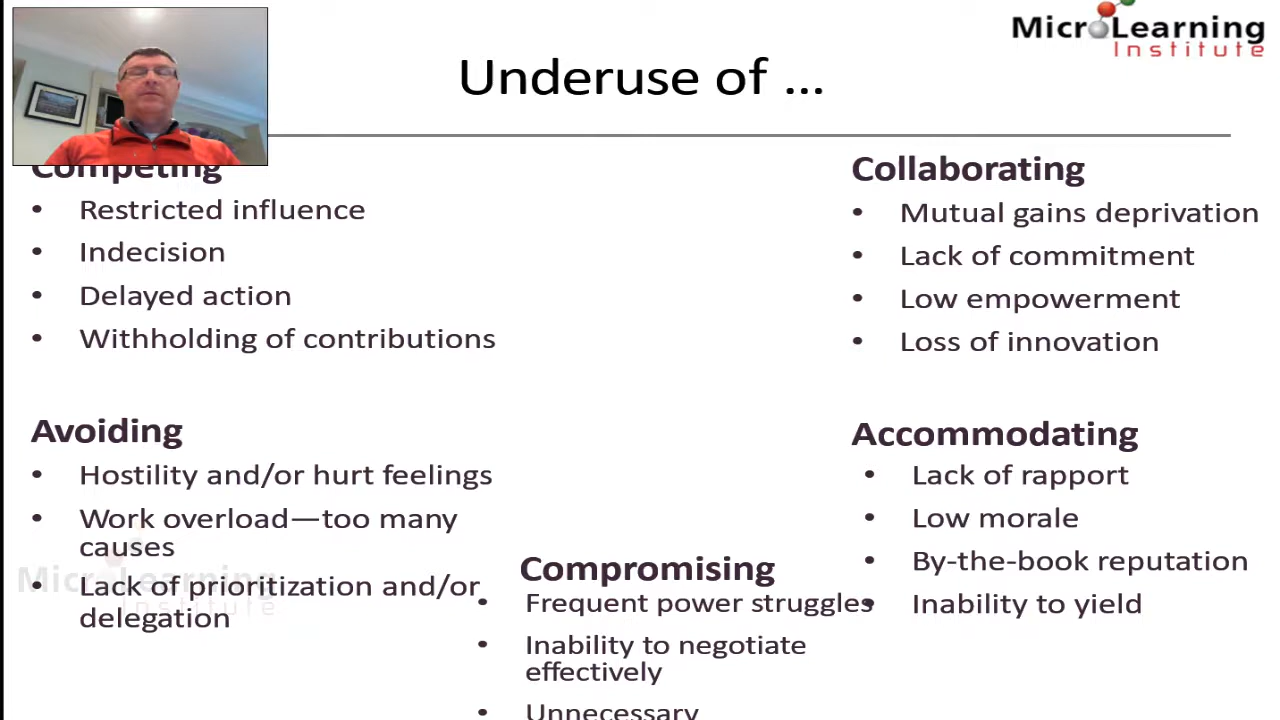 MicroLearning
Institute
Underuse of ...
Competing
• Restricted influence
• Indecision
• Delayed action
• Withholding of contributions
Collaborating
• Mutual gains deprivation
• Lack of commitment
• Low empowerment
• Loss of innovation
Avoiding
• Hostility and/or hurt feelings
• Work overload—too many
causes
• Lack of prioritization and/or
delegation
Accommodating
• Lack of rapport
• Low morale
• By-the-book reputation
• Inability to yield
Compromising
• Frequent power struggles
• Inability to negotiate
effectively
• Unnecessary
MicroLearning
Institute